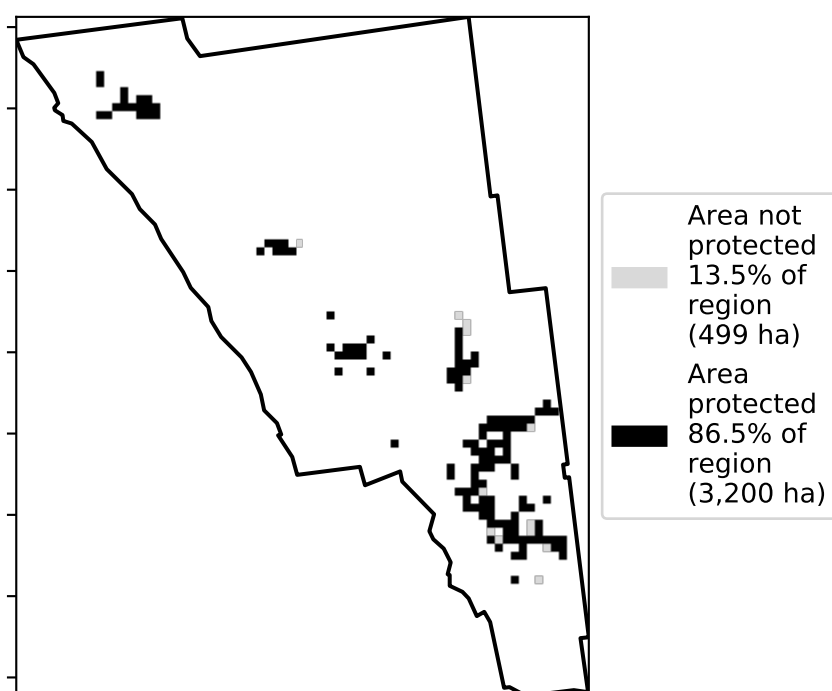 Area not
protected
13.5% of
region
(499 ha)
Area
protected
86.5% of
region
(3,200 ha)